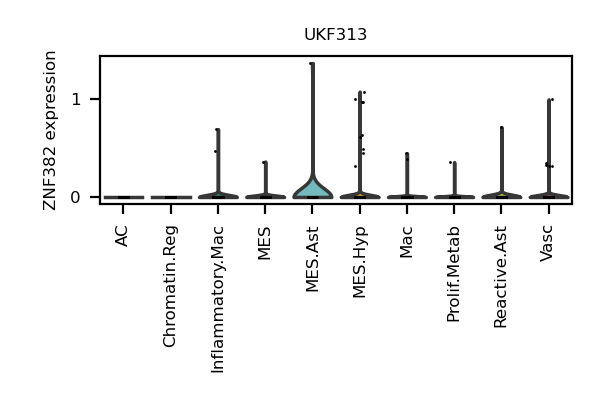 UKF313
ZNF382 expression
1
0
AC
Chromatin.Reg
Inflammatory.Mac
MES
MES.Ast
MES.Hyp
Mac
Prolif.Metab
Reactive.Ast
Vasc